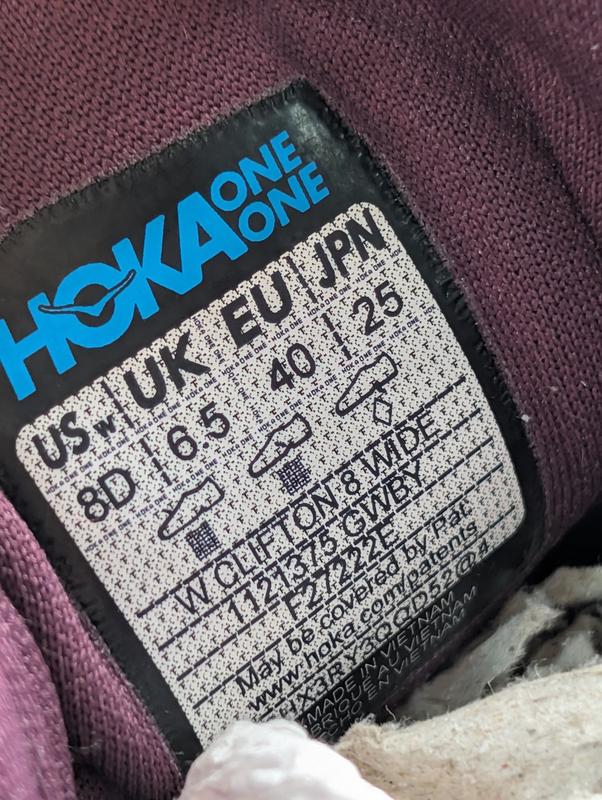 HOKA ONE ONE
USw UK EU JPN
8D 6.5 40 25
W CLIFTON 8 WIDE
1121375 GWBY
F27222E
May be covered by Pat.
www.hoka.com/patents
MADE IN VIETNAM